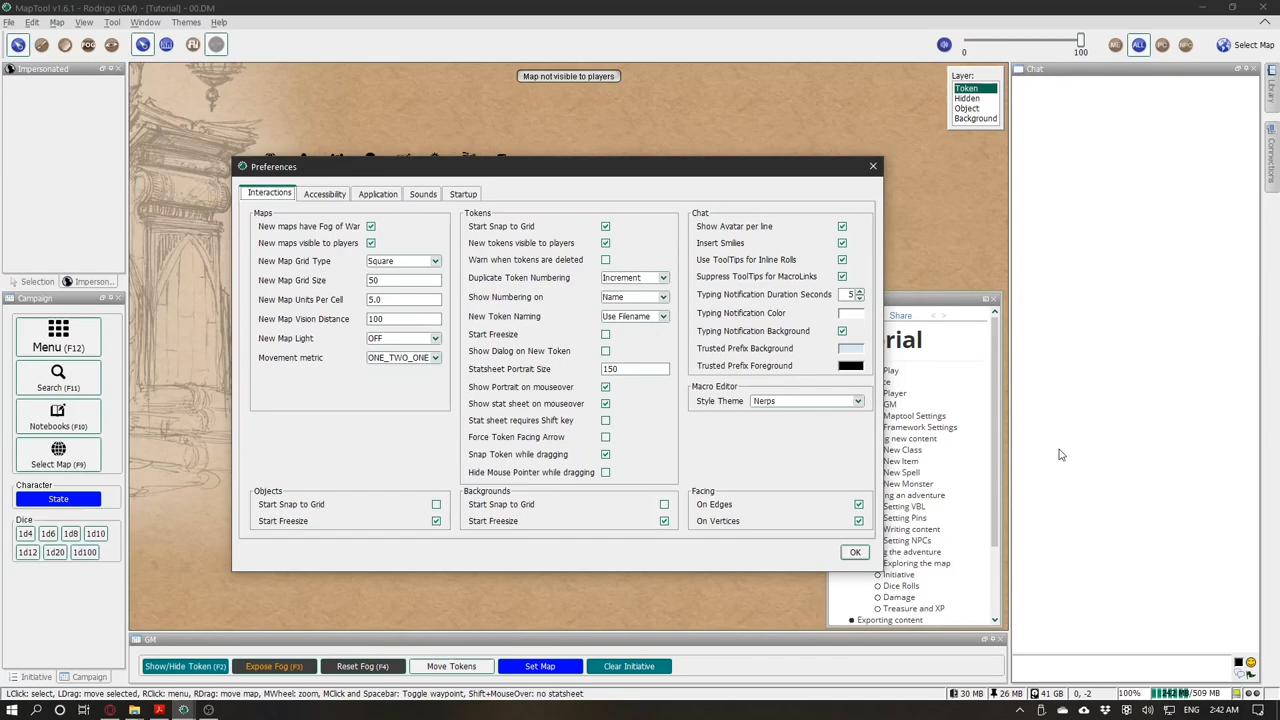 MapTool v1.6.1 - Rodrigo (GM) - [Tutorial] - 00.DM
File Edit Map View Tool Window Themes Help
FOG
0 100
ME ALL PC NPC
Select Map
Impersonated
Map not visible to players
Layer:
Token
Hidden
Object
Background
Chat
Library
Connections
Selection Imperson...
Campaign
Menu (F12)
Search (F11)
Notebooks (F10)
Select Map (F9)
Character
State
Dice
1d4 1d6 1d8 1d10
1d12 1d20 1d100
Initiative Campaign
Preferences
Interactions Accessibility Application Sounds Startup
Maps
New maps have Fog of War
New maps visible to players
New Map Grid Type Square
New Map Grid Size 50
New Map Units Per Cell 5.0
New Map Vision Distance 100
New Map Light OFF
Movement metric ONE_TWO_ONE
Tokens
Start Snap to Grid
New tokens visible to players
Warn when tokens are deleted
Duplicate Token Numbering Increment
Show Numbering on Name
New Token Naming Use Filename
Start Freesize
Show Dialog on New Token
Statsheet Portrait Size 150
Show Portrait on mouseover
Show stat sheet on mouseover
Stat sheet requires Shift key
Force Token Facing Arrow
Snap Token while dragging
Hide Mouse Pointer while dragging
Chat
Show Avatar per line
Insert Smilies
Use ToolTips for Inline Rolls
Suppress ToolTips for MacroLinks
Typing Notification Duration Seconds 5
Typing Notification Color
Typing Notification Background
Trusted Prefix Background
Trusted Prefix Foreground
Macro Editor
Style Theme Nerps
Objects
Start Snap to Grid
Start Freesize
Backgrounds
Start Snap to Grid
Start Freesize
Facing
On Edges
On Vertices
OK
Share < >
rial
Play
ce
Player
GM
Maptool Settings
Framework Settings
g new content
New Class
New Item
New Spell
New Monster
ng an adventure
Setting VBL
Setting Pins
Writing content
Setting NPCs
g the adventure
Exploring the map
Initiative
Dice Rolls
Damage
Treasure and XP
Exporting content
GM
Show/Hide Token (F2) Expose Fog (F3) Reset Fog (F4) Move Tokens Set Map Clear Initiative
LClick: select, LDrag: move selected, RClick: menu, RDrag: move map, MWheel: zoom, MClick and Spacebar: Toggle waypoint, Shift+MouseOver: no statsheet
30 MB 26 MB 41 GB 0, -2 100% /509 MB
ENG 2:42 AM